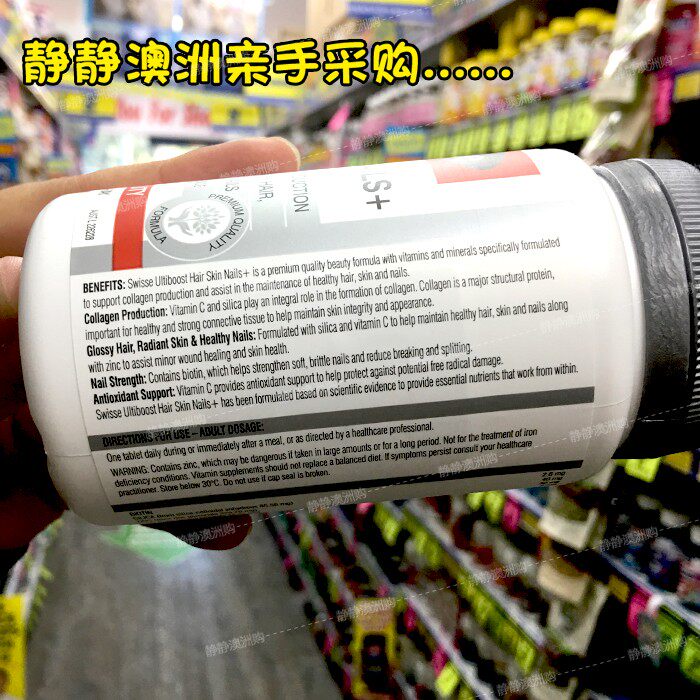 静静澳洲亲手采购......
LS+
HAIR,
PREMIUM QUALITY
FORMULA
BENEFITS: Swisse Ultiboost Hair Skin Nails+ is a premium quality beauty formula with vitamins and minerals specifically formulated
to support collagen production and assist in the maintenance of healthy hair, skin and nails.
Collagen Production: Vitamin C and silica play an integral role in the formation of collagen. Collagen is a major structural protein,
important for healthy and strong connective tissue to help maintain skin integrity and appearance.
Glossy Hair, Radiant Skin & Healthy Nails: Formulated with silica and vitamin C to help maintain healthy hair, skin and nails along
with zinc to assist minor wound healing and skin health.
Nail Strength: Contains biotin, which helps strengthen soft, brittle nails and reduce breaking and splitting.
Antioxidant Support: Vitamin C provides antioxidant support to help protect against potential free radical damage.
Swisse Ultiboost Hair Skin Nails+ has been formulated based on scientific evidence to provide essential nutrients that work from within.
DIRECTIONS FOR USE – ADULT DOSAGE:
One tablet daily during or immediately after a meal, or as directed by a healthcare professional.
WARNING: Contains zinc, which may be dangerous if taken in large amounts or for a long period. Not for the treatment of iron
deficiency conditions. Vitamin supplements should not replace a balanced diet. If symptoms persist consult your healthcare
practitioner. Store below 30°C. Do not use if cap seal is broken.
静静澳洲购